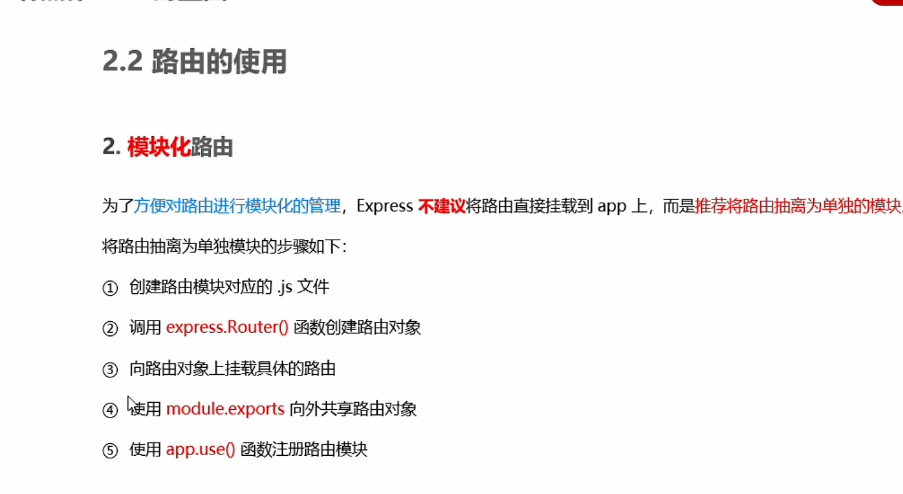 2.2 路由的使用
2. 模块化路由
为了方便对路由进行模块化的管理，Express 不建议将路由直接挂载到 app 上，而是推荐将路由抽离为单独的模块
将路由抽离为单独模块的步骤如下：
① 创建路由模块对应的 .js 文件
② 调用 express.Router() 函数创建路由对象
③ 向路由对象上挂载具体的路由
④ 使用 module.exports 向外共享路由对象
⑤ 使用 app.use() 函数注册路由模块